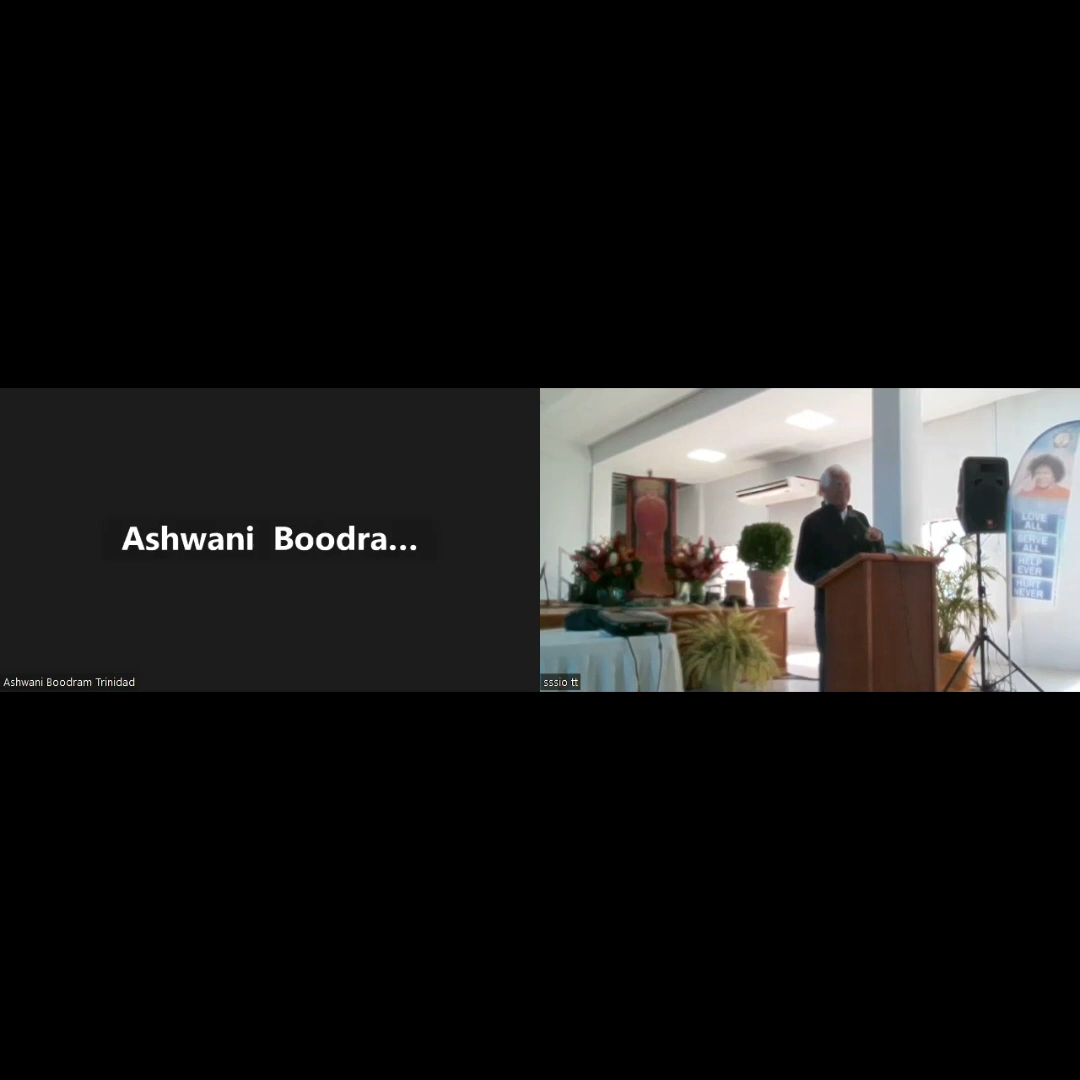 Ashwani Boodra...
Ashwani Boodram Trinidad
sssio tt
LOVE
ALL
SERVE
ALL
HELP
EVER
HURT
NEVER